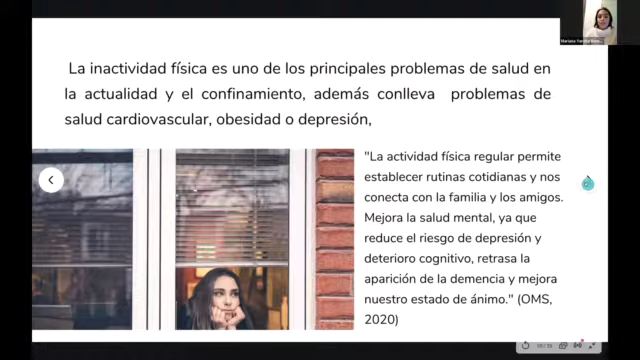 La inactividad física es uno de los principales problemas de salud en
la actualidad y el confinamiento, además conlleva problemas de
salud cardiovascular, obesidad o depresión,
"La actividad física regular permite
establecer rutinas cotidianas y nos
conecta con la familia y los amigos.
Mejora la salud mental, ya que
reduce el riesgo de depresión y
deterioro cognitivo, retrasa la
aparición de la demencia y mejora
nuestro estado de ánimo." (OMS,
2020)